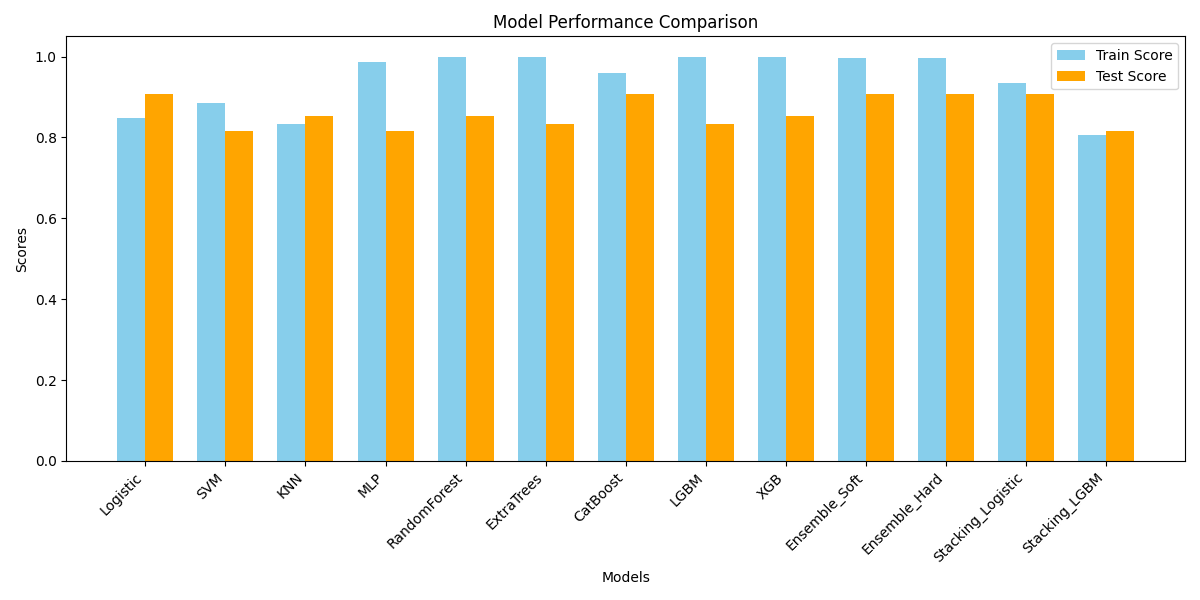 Model Performance Comparison
Train Score
Test Score
Scores
1.0
0.8
0.6
0.4
0.2
0.0
Logistic
SVM
KNN
MLP
RandomForest
ExtraTrees
CatBoost
LGBM
XGB
Ensemble_Soft
Ensemble_Hard
Stacking_Logistic
Stacking_LGBM
Models